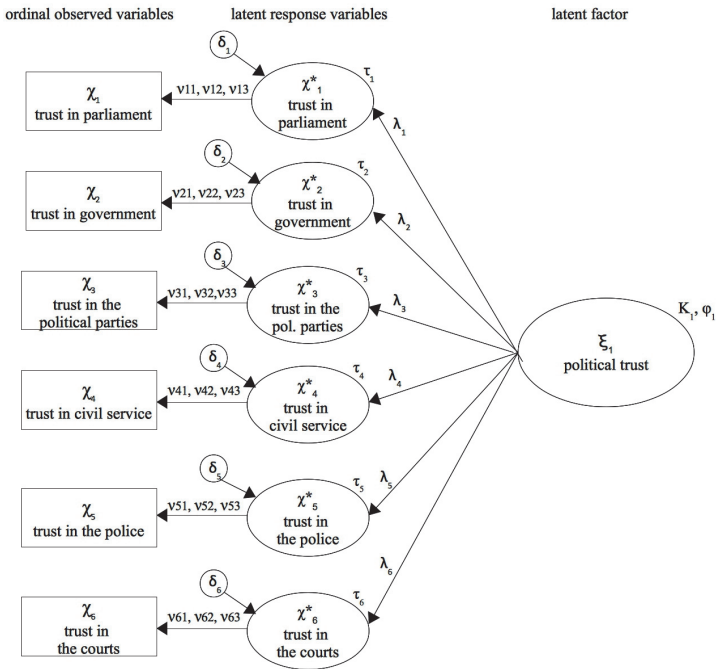 ordinal observed variables
latent response variables
latent factor
δ₁
τ₁
χ₁
trust in parliament
ν11, ν12, ν13
χ*₁
trust in
parliament
λ₁
δ₂
τ₂
χ₂
trust in government
ν21, ν22, ν23
χ*₂
trust in
government
λ₂
δ₃
τ₃
χ₃
trust in the
political parties
ν31, ν32,ν33
χ*₃
trust in the
pol. parties
λ₃
Κ₁, φ₁
ξ₁
political trust
δ₄
τ₄
χ₄
trust in civil service
ν41, ν42, ν43
χ*₄
trust in
civil service
λ₄
δ₅
τ₅
χ₅
trust in the police
ν51, ν52, ν53
χ*₅
trust in
the police
λ₅
δ₆
τ₆
χ₆
trust in
the courts
ν61, ν62, ν63
χ*₆
trust in
the courts
λ₆